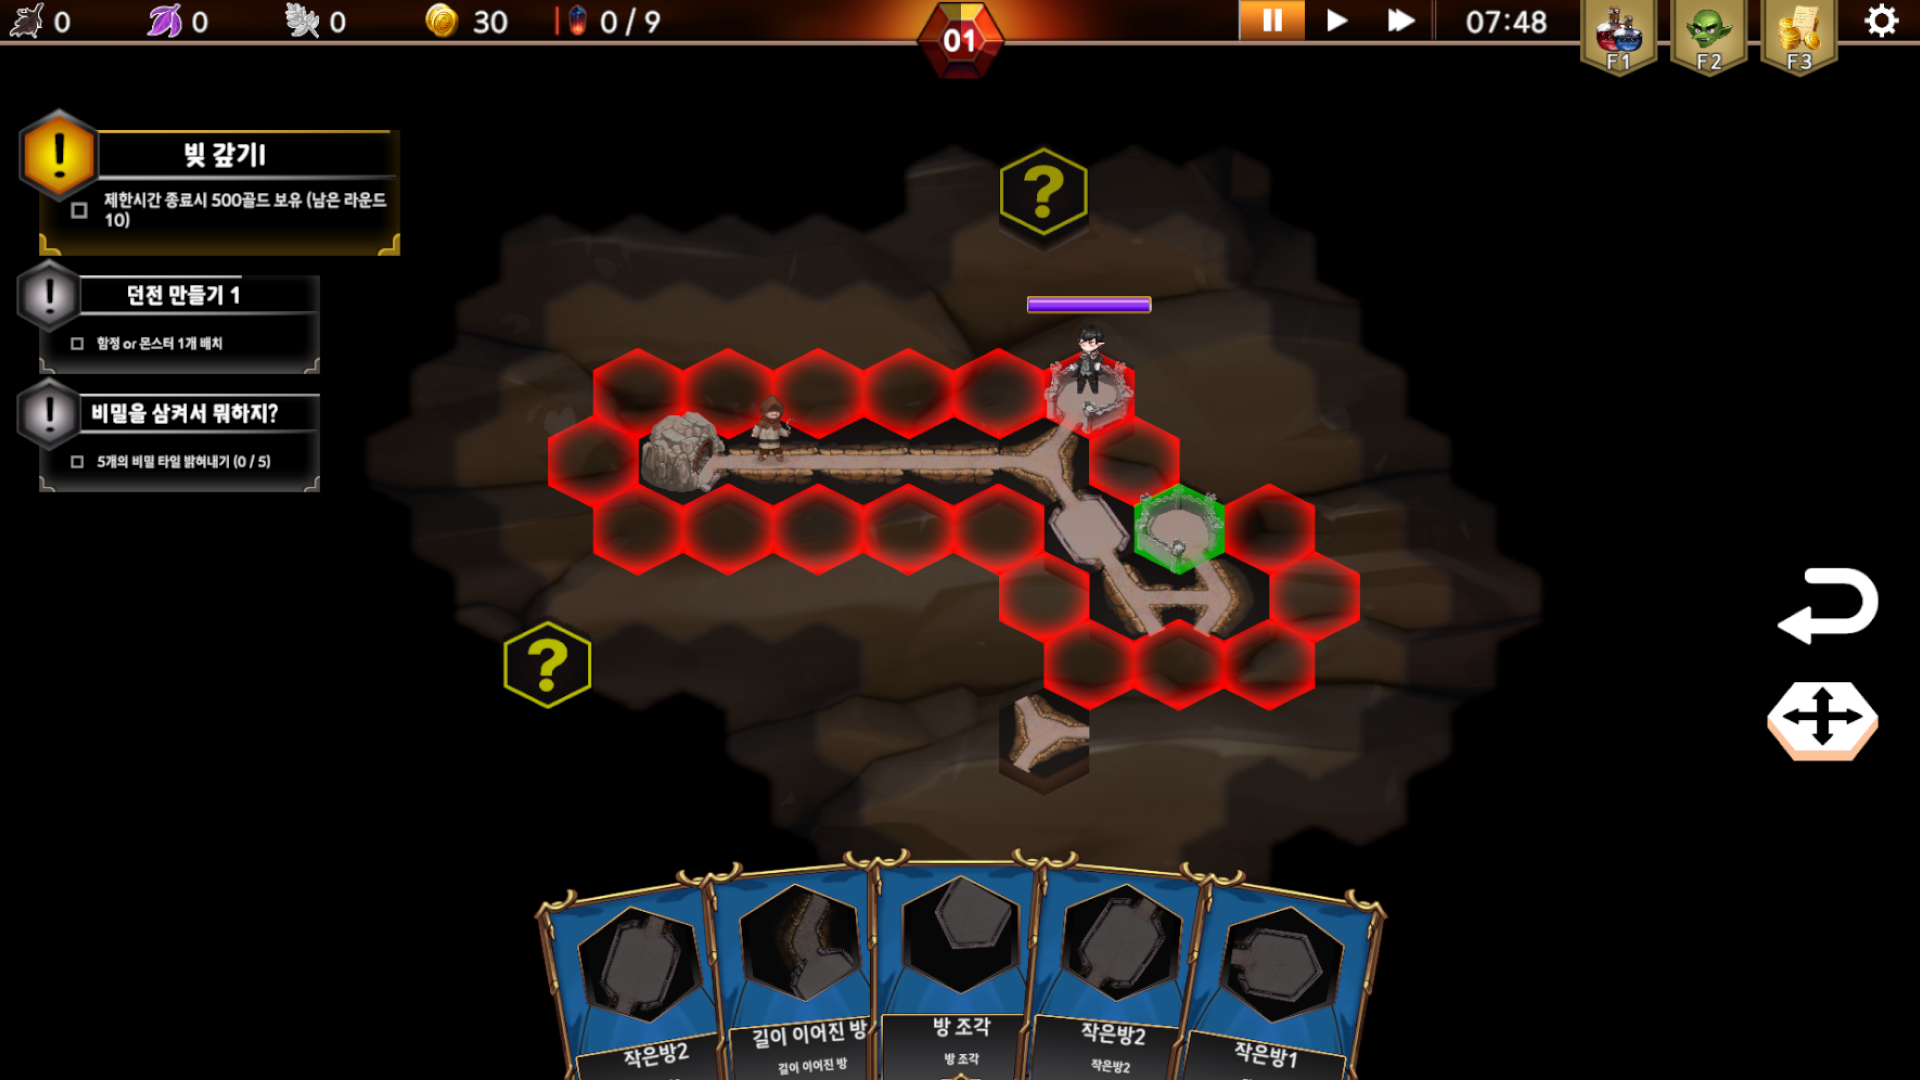 0
0
0
30
0 / 9
01
07:48
F1
F2
F3
빚 갚기I
제한시간 종료시 500골드 보유 (남은 라운드
10)
던전 만들기 1
함정 or 몬스터 1개 배치
비밀을 삼켜서 뭐하지?
5개의 비밀 타일 밝혀내기 (0 / 5)
?
?
작은방2
길이 이어진 방
길이 이어진 방
방 조각
방 조각
작은방2
작은방2
작은방1